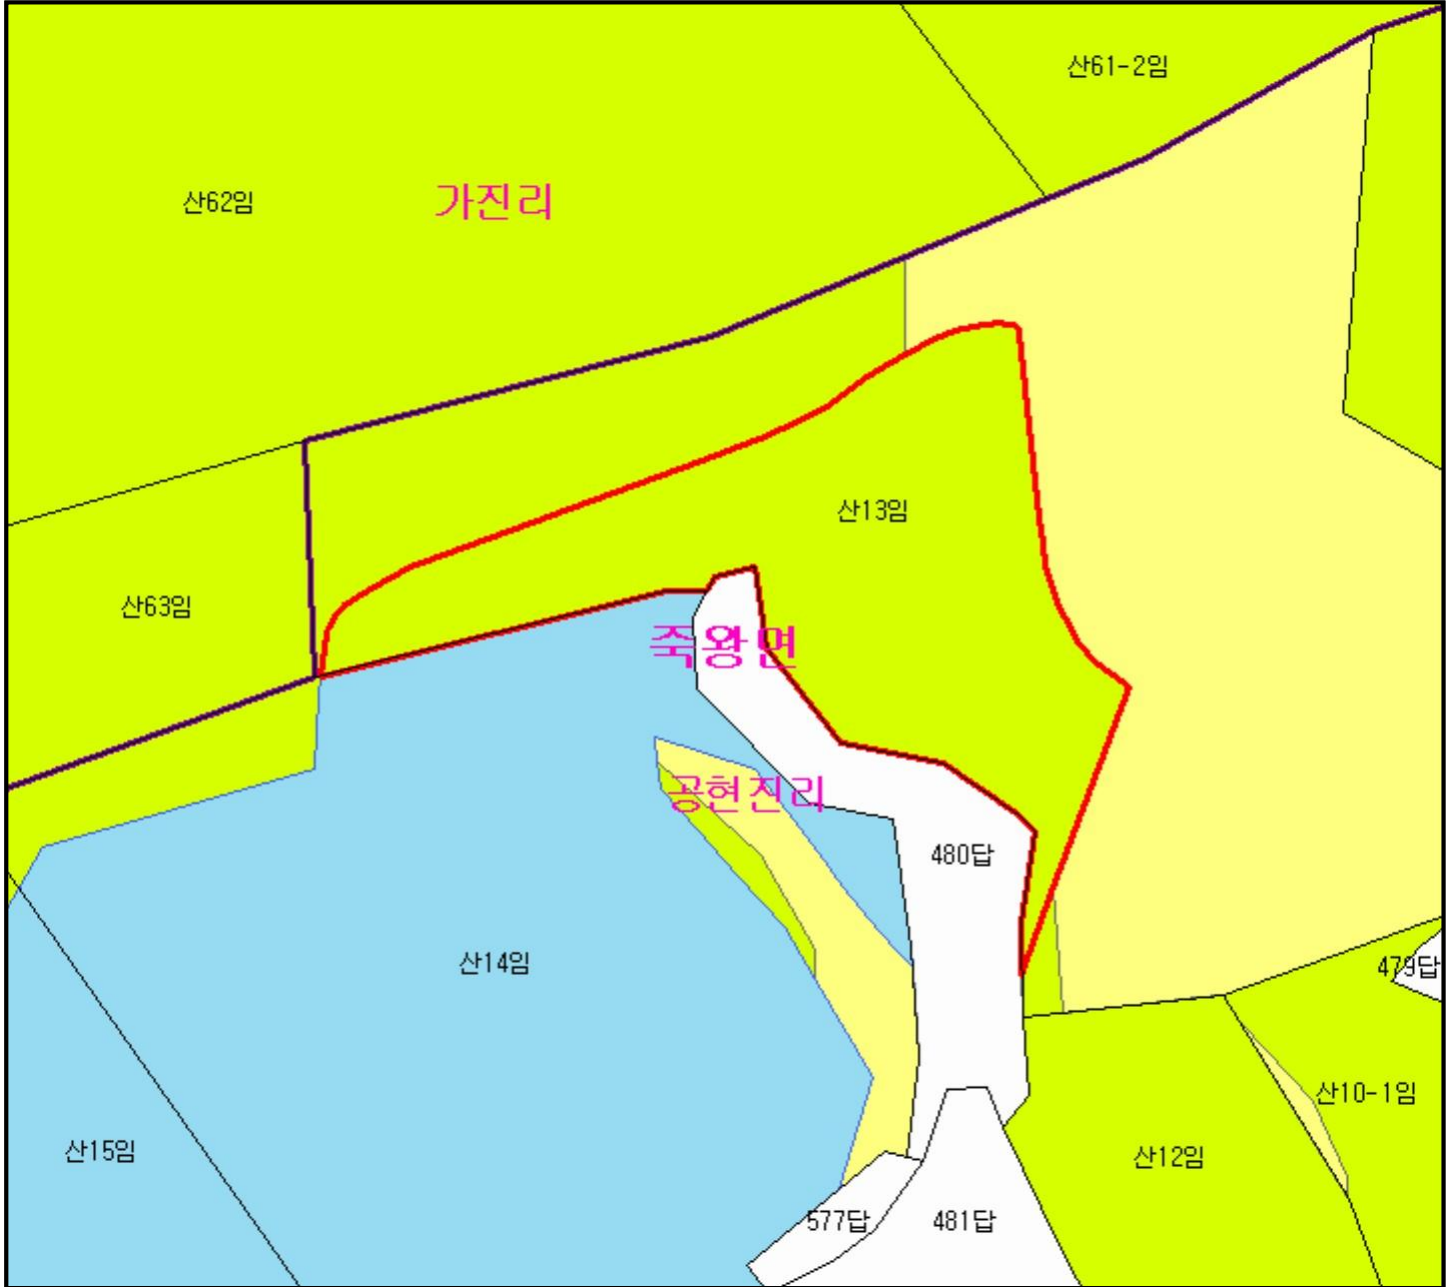 산61-2임
산62임
가진리
산13임
산63임
죽왕면
공현진리
480답
산14임
479답
산10-1임
산15임
산12임
577답
481답